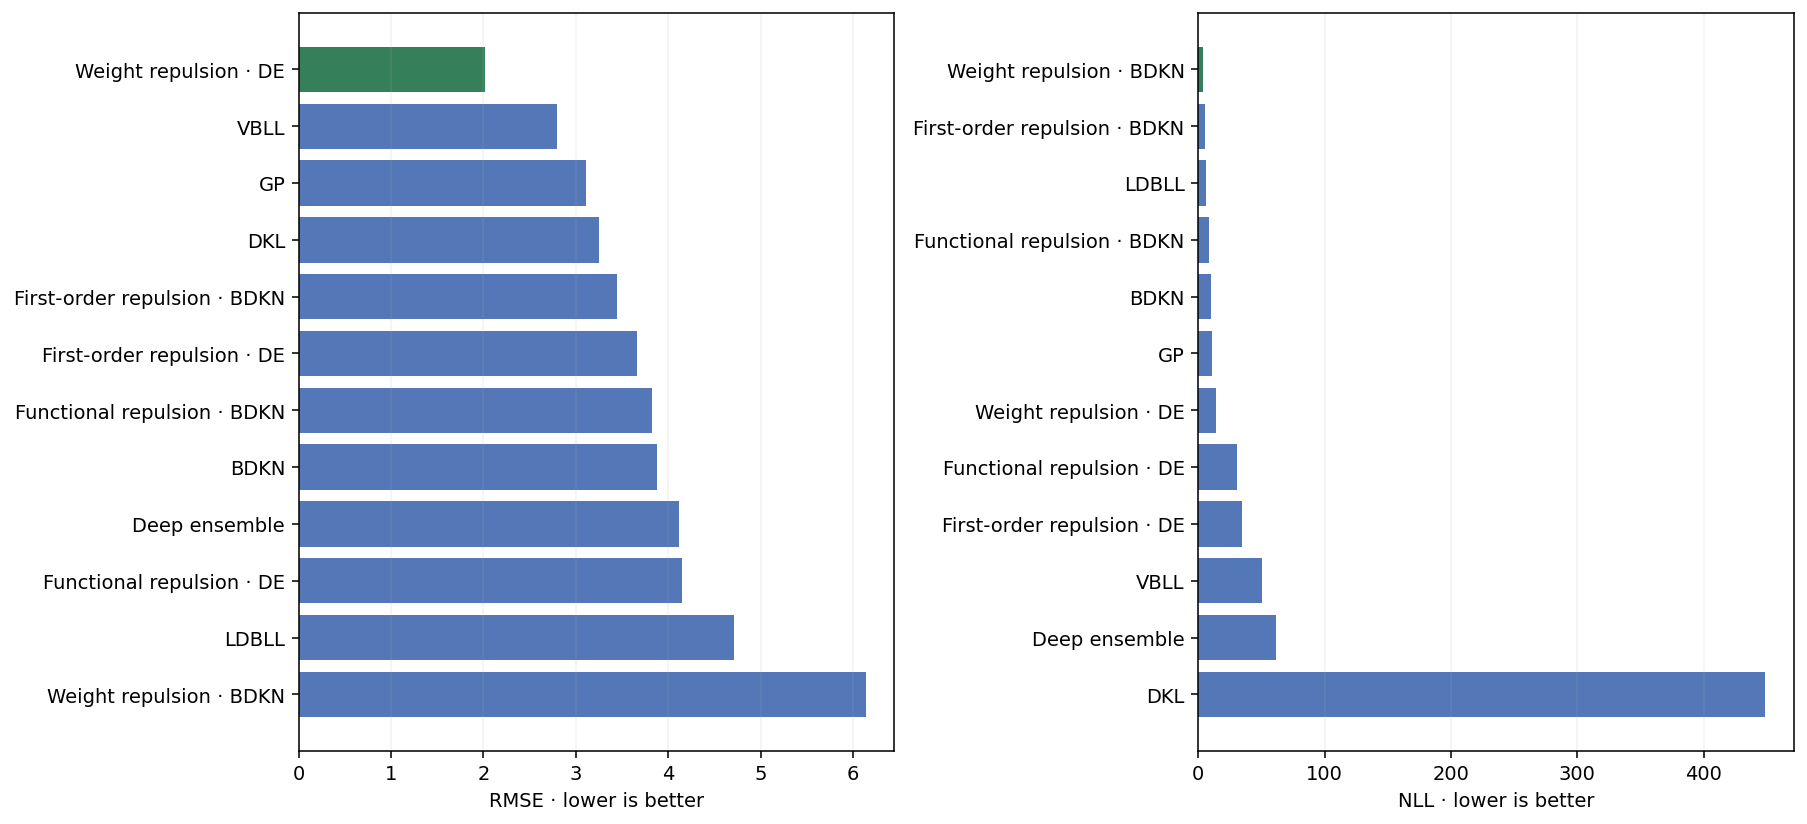 Weight repulsion · DE
VBLL
GP
DKL
First-order repulsion · BDKN
First-order repulsion · DE
Functional repulsion · BDKN
BDKN
Deep ensemble
Functional repulsion · DE
LDBLL
Weight repulsion · BDKN
0 1 2 3 4 5 6
RMSE · lower is better
Weight repulsion · BDKN
First-order repulsion · BDKN
LDBLL
Functional repulsion · BDKN
BDKN
GP
Weight repulsion · DE
Functional repulsion · DE
First-order repulsion · DE
VBLL
Deep ensemble
DKL
0 100 200 300 400
NLL · lower is better